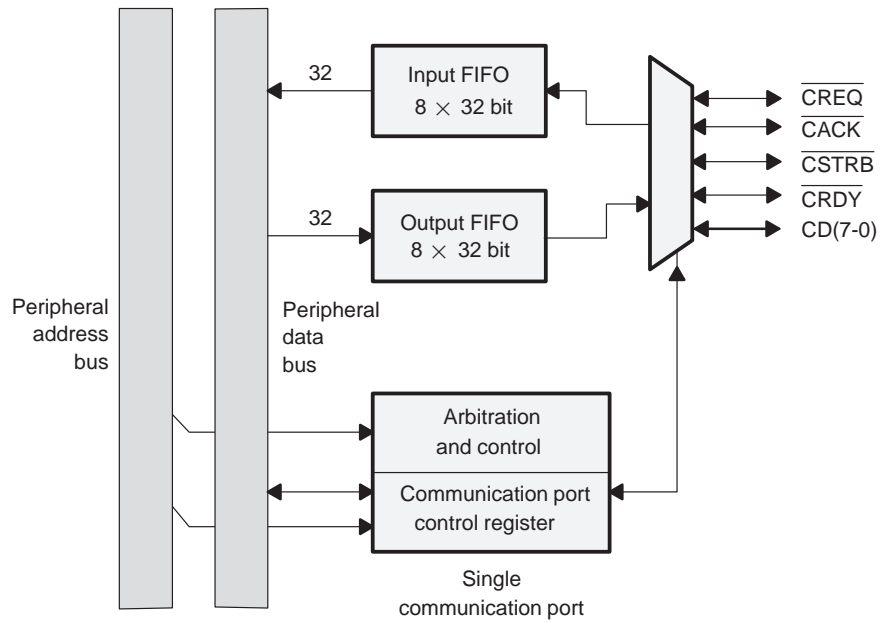 32
Input FIFO
8 × 32 bit
CREQ
CACK
CSTRB
CRDY
CD(7-0)
32
Output FIFO
8 × 32 bit
Peripheral
address
bus
Peripheral
data
bus
Arbitration
and control
Communication port
control register
Single
communication port